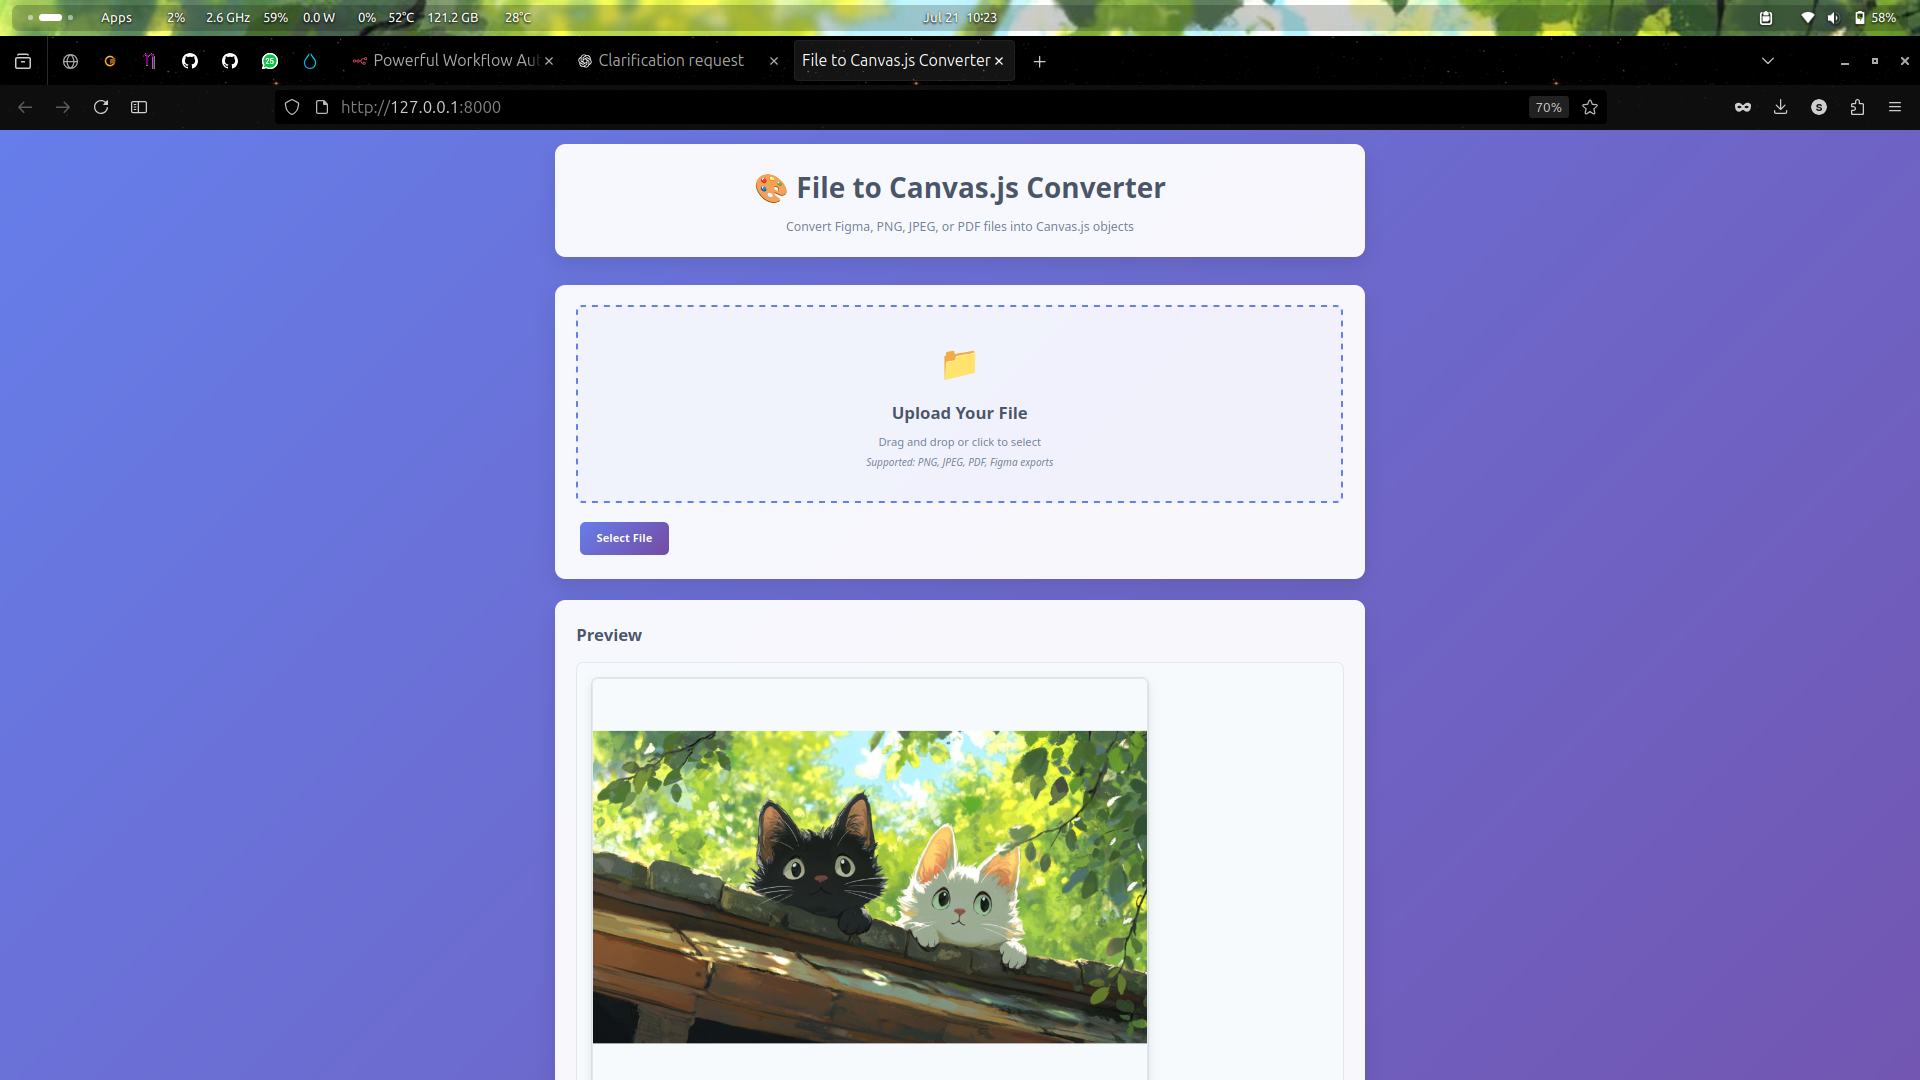 Apps 2% 2.6 GHz 59% 0.0 W 0% 52°C 121.2 GB 28°C Jul 21 10:23 58%
25 Powerful Workflow Aut Clarification request File to Canvas.js Converter
http://127.0.0.1:8000 70% S
File to Canvas.js Converter
Convert Figma, PNG, JPEG, or PDF files into Canvas.js objects
Upload Your File
Drag and drop or click to select
Supported: PNG, JPEG, PDF, Figma exports
Select File
Preview